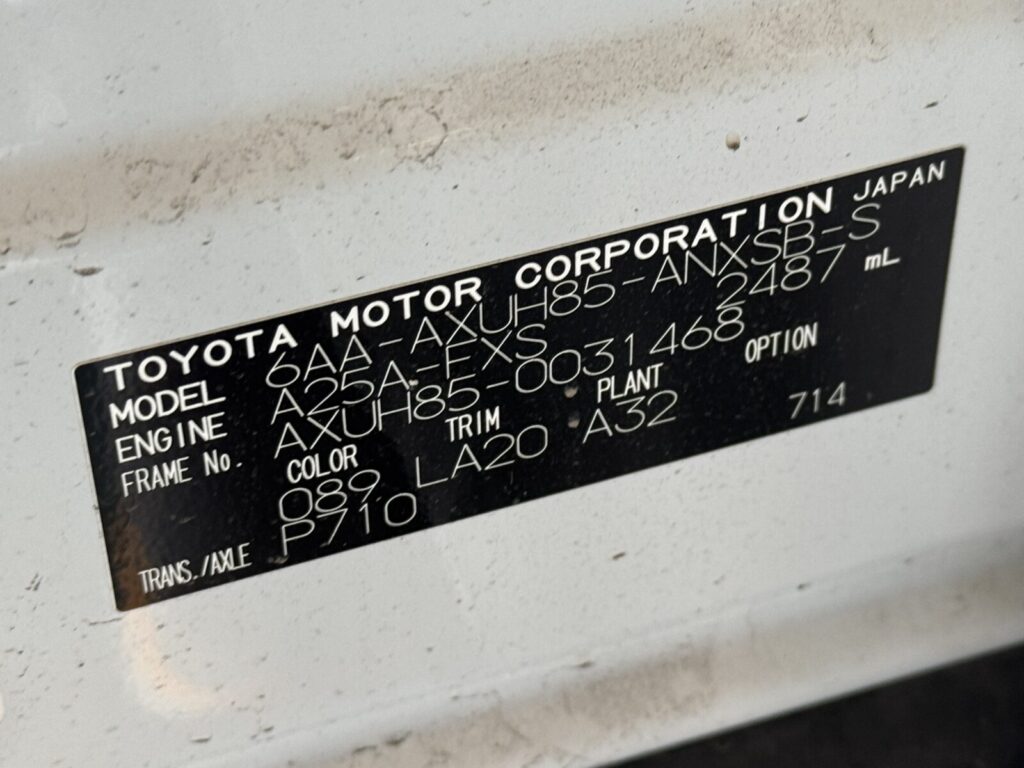 TOYOTA MOTOR CORPORATION JAPAN
MODEL 6AA-AXUH85-ANXSB-S
ENGINE A25A-FXS 2487 mL
FRAME No. AXUH85-0031468
COLOR TRIM PLANT OPTION
089 LA20 A32 714
TRANS./AXLE P710